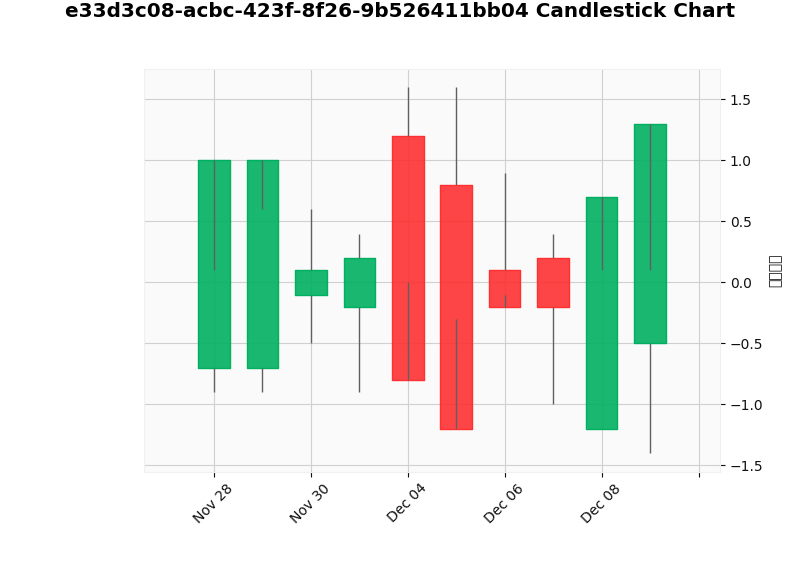 e33d3c08-acbc-423f-8f26-9b526411bb04 Candlestick Chart
1.5
1.0
0.5
0.0
−0.5
−1.0
−1.5
Nov 28
Nov 30
Dec 04
Dec 06
Dec 08